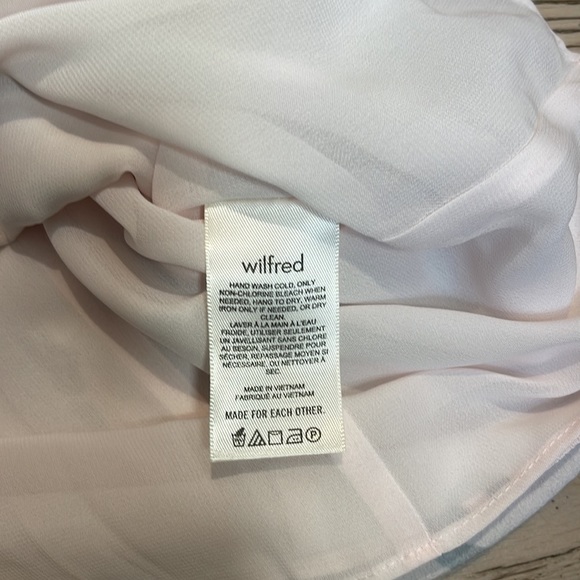 wilfred
HAND WASH COLD, ONLY
NON-CHLORINE BLEACH WHEN
NEEDED, HANG TO DRY, WARM
IRON ONLY IF NEEDED, OR DRY
CLEAN.
LAVER À LA MAIN À L'EAU
FROIDE, UTILISER SEULEMENT
UN JAVELLISANT SANS CHLORE
AU BESOIN, SUSPENDRE POUR
SÉCHER, REPASSAGE MOYEN SI
NÉCESSAIRE, OU NETTOYER À
SEC.
MADE IN VIETNAM
FABRIQUÉ AU VIETNAM
MADE FOR EACH OTHER.
P